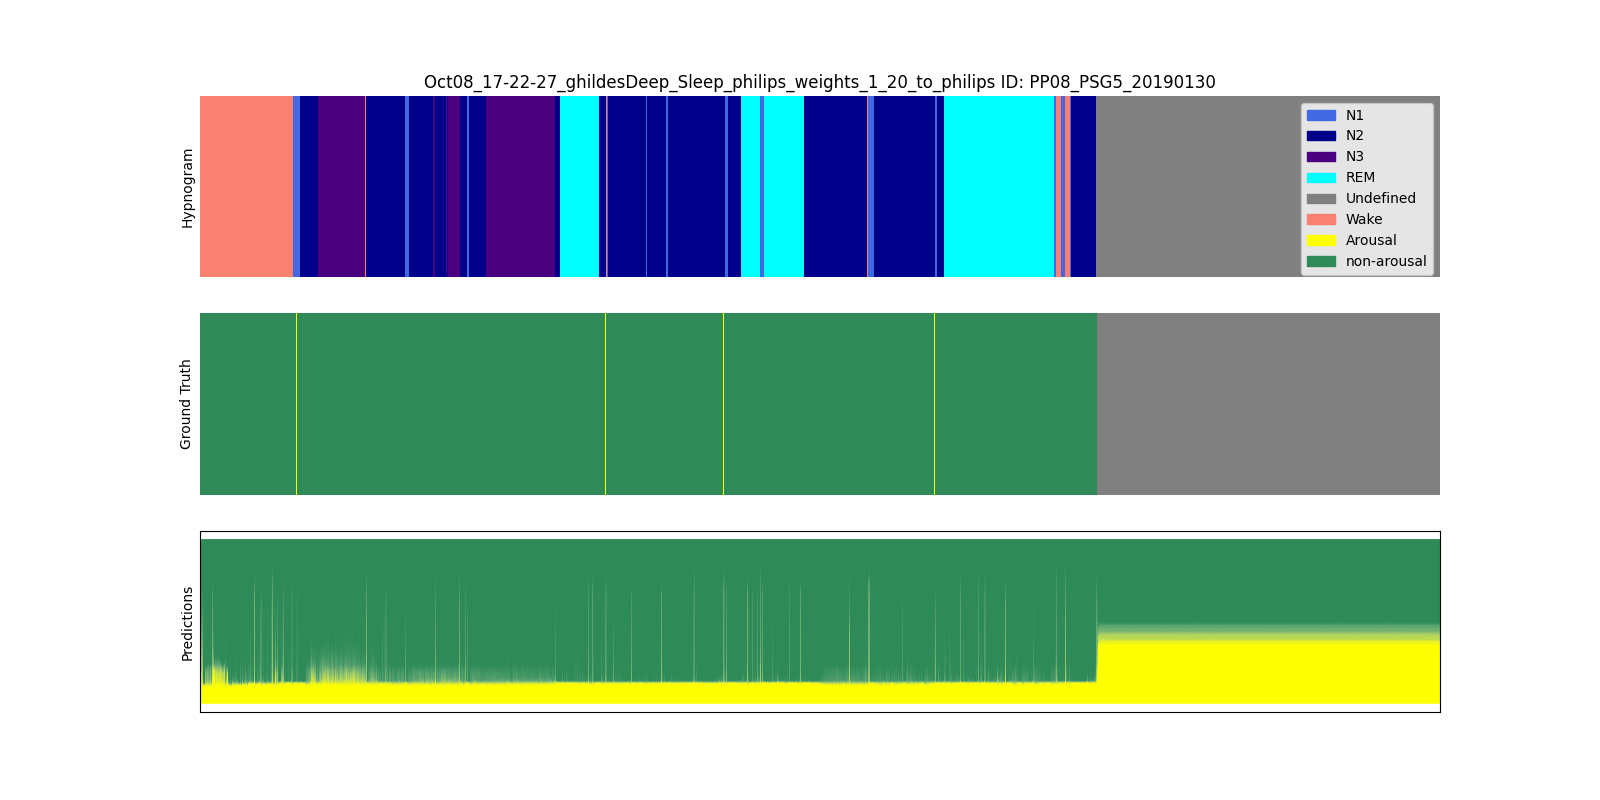 Oct08_17-22-27_ghildesDeep_Sleep_philips_weights_1_20_to_philips ID: PP08_PSG5_20190130
Hypnogram
N1
N2
N3
REM
Undefined
Wake
Arousal
non-arousal
Ground Truth
Predictions